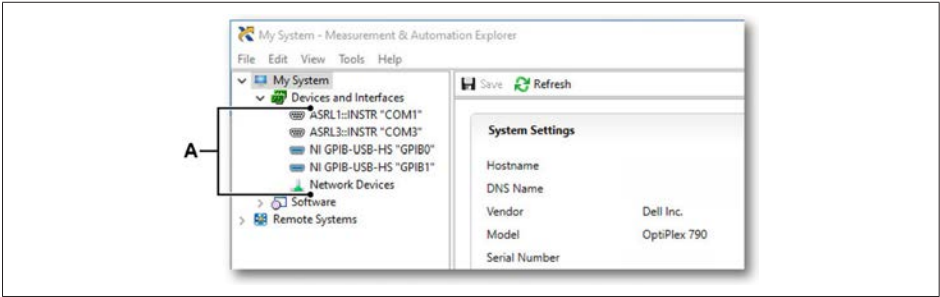 My System - Measurement & Automation Explorer
File Edit View Tools Help
My System
Devices and Interfaces
ASRL1::INSTR "COM1"
ASRL3::INSTR "COM3"
NI GPIB-USB-HS "GPIB0"
NI GPIB-USB-HS "GPIB1"
Network Devices
Software
Remote Systems
A
Save Refresh
System Settings
Hostname
DNS Name
Vendor Dell Inc.
Model OptiPlex 790
Serial Number